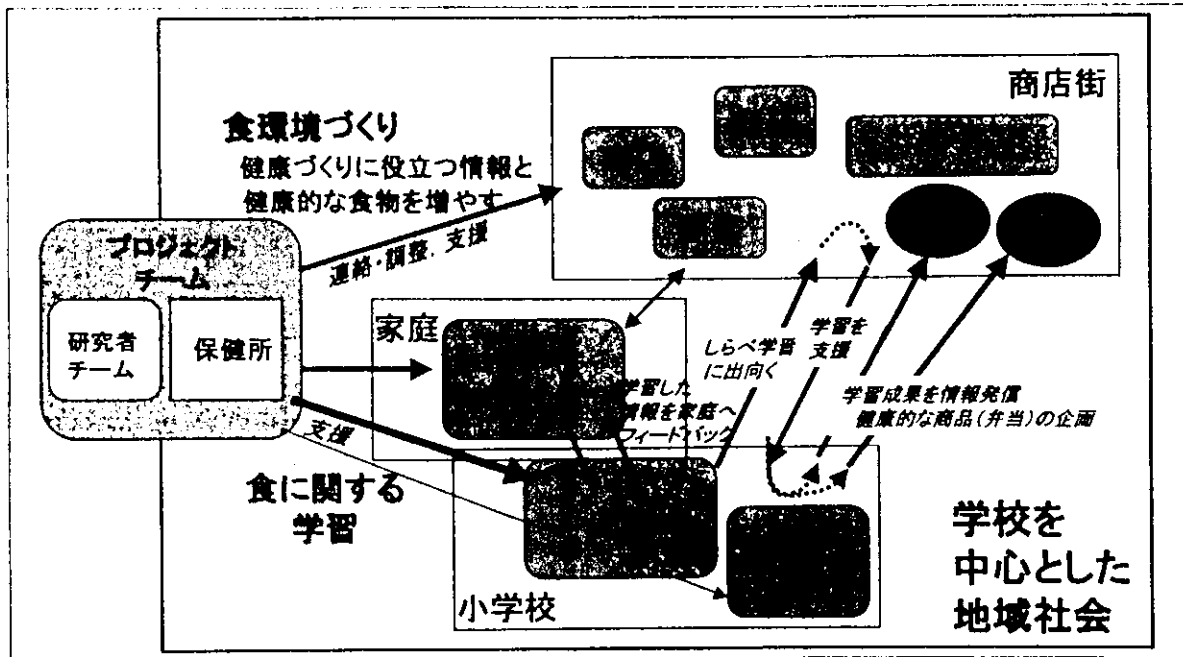 商店街
食環境づくり
健康づくりに役立つ情報と
健康的な食物を増やす
プロジェクト
チーム
連絡・調整，支援
研究者
チーム
保健所
家庭
学習した
情報を家庭へ
フィードバック
しらべ学習
に出向く
学習を
支援
学習成果を情報発信
健康的な商品（弁当）の企画
支援
食に関する
学習
小学校
学校を
中心とした
地域社会